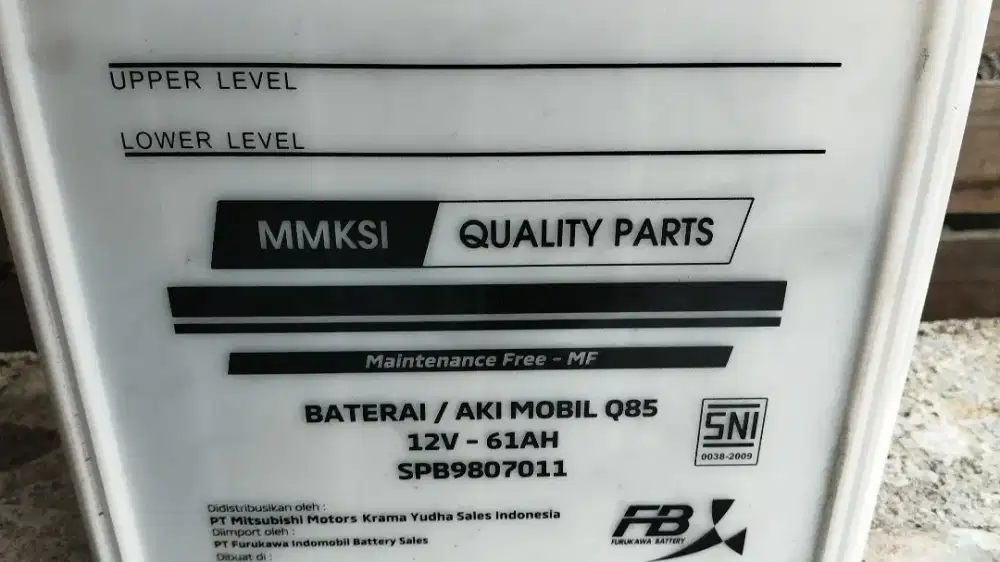 UPPER LEVEL
LOWER LEVEL
MMKSI QUALITY PARTS
Maintenance Free - MF
BATERAI / AKI MOBIL Q85
12V - 61AH
SPB9807011
SNI
0038-2009
Didistribusikan oleh :
PT Mitsubishi Motors Krama Yudha Sales Indonesia
Diimport oleh :
PT Furukawa Indomobil Battery Sales
Dibuat di :
FB
FURUKAWA BATTERY